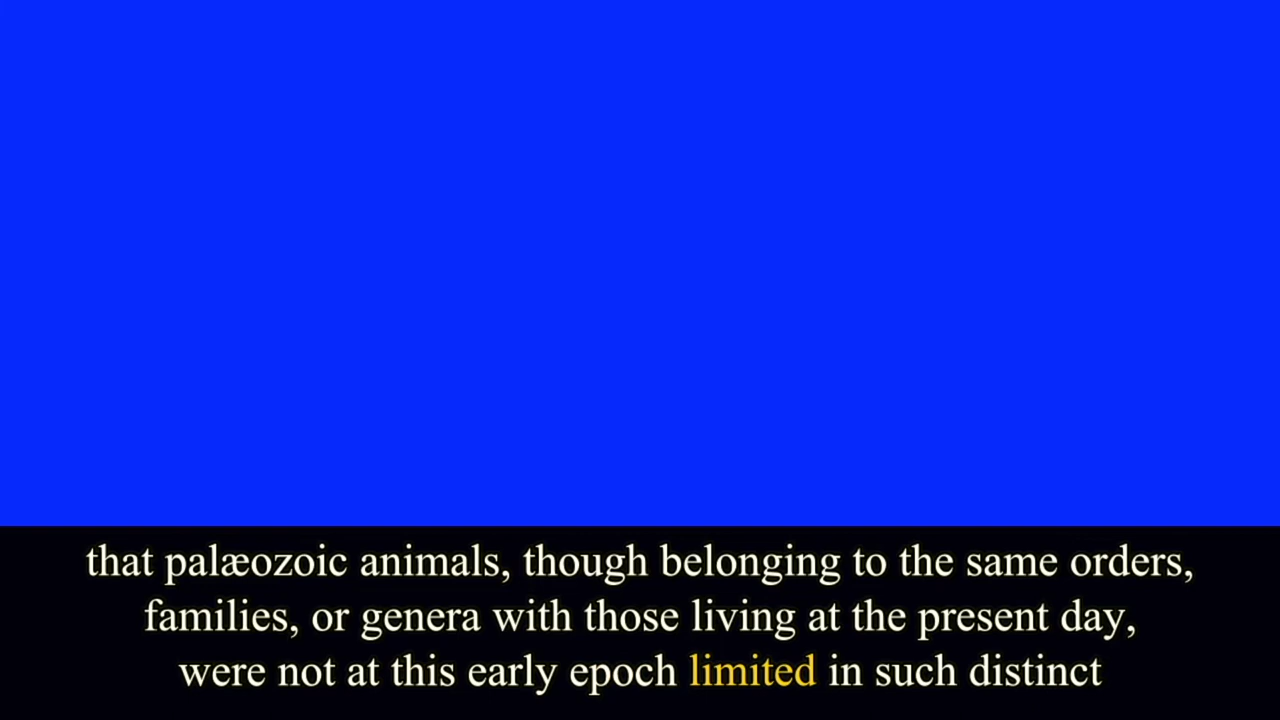 that palæozoic animals, though belonging to the same orders,
families, or genera with those living at the present day,
were not at this early epoch limited in such distinct